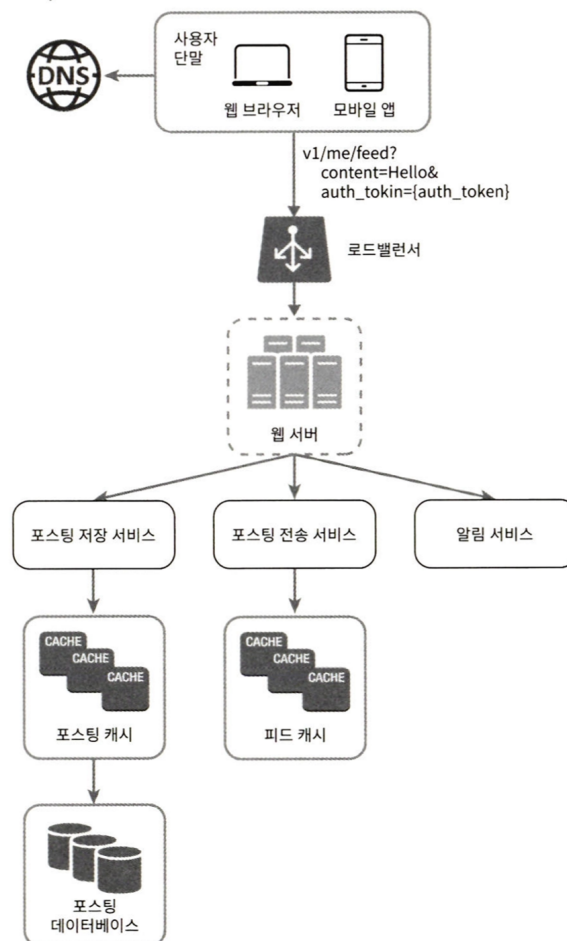 사용자
단말
DNS
웹 브라우저
모바일 앱
v1/me/feed?
content=Hello&
auth_tokin={auth_token}
로드밸런서
웹 서버
포스팅 저장 서비스
포스팅 전송 서비스
알림 서비스
CACHE
CACHE
CACHE
포스팅 캐시
CACHE
CACHE
CACHE
피드 캐시
포스팅
데이터베이스